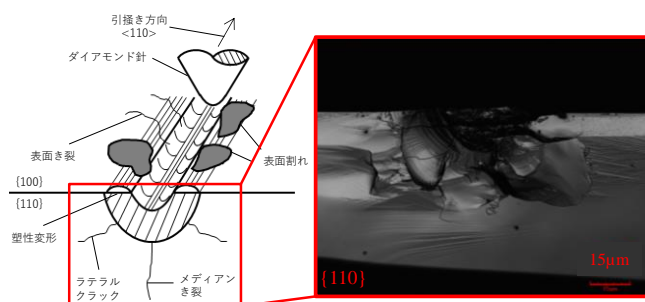 引掻き方向
<110>
ダイアモンド針
表面き裂
表面割れ
{100}
{110}
塑性変形
ラテラル
クラック
メディアン
き裂
{110}
15μm